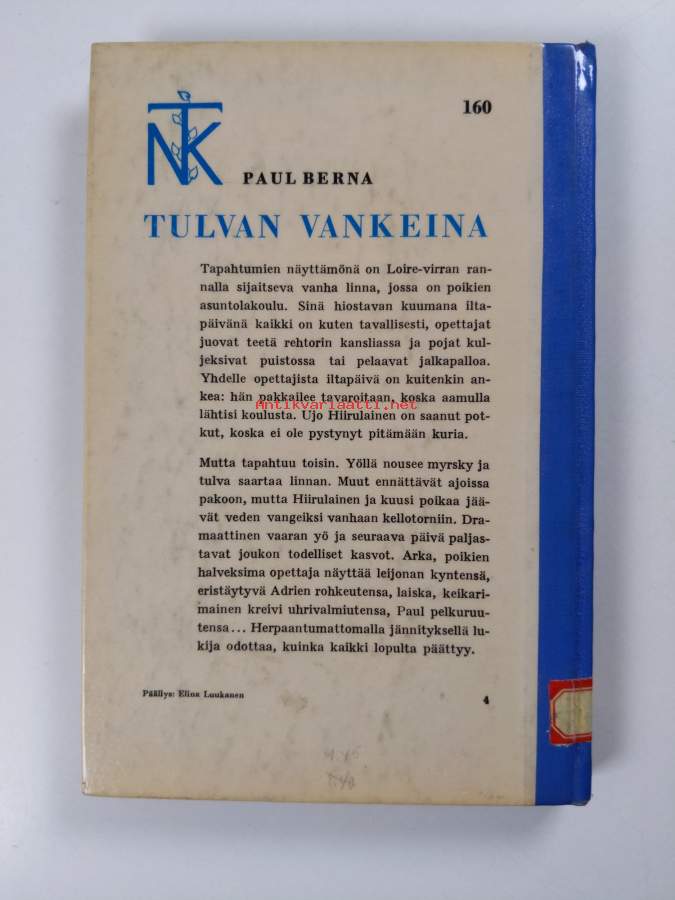 NTK
160
PAUL BERNA
TULVAN VANKEINA
Tapahtumien näyttämönä on Loire-virran ran-
nalla sijaitseva vanha linna, jossa on poikien
asuntolakoulu. Sinä hiostavan kuumana ilta-
päivänä kaikki on kuten tavallisesti, opettajat
juovat teetä rehtorin kansliassa ja pojat kul-
jeksivat puistossa tai pelaavat jalkapalloa.
Yhdelle opettajista iltapäivä on kuitenkin an-
kea: hän pakkailee tavaroitaan, koska aamulla
Antikvariaatti.net
lähtisi koulusta. Ujo Hiirulainen on saanut pot-
kut, koska ei ole pystynyt pitämään kuria.
Mutta tapahtuu toisin. Yöllä nousee myrsky ja
tulva saartaa linnan. Muut ennättävät ajoissa
pakoon, mutta Hiirulainen ja kuusi poikaa jää-
vät veden vangeiksi vanhaan kellotorniin. Dra-
maattinen vaaran yö ja seuraava päivä paljas-
tavat joukon todelliset kasvot. Arka, poikien
halveksima opettaja näyttää leijonan kyntensä,
eristäytyvä Adrien rohkeutensa, laiska, keikari-
mainen kreivi uhrivalmiutensa, Paul pelkuruu-
tensa... Herpaantumattomalla jännityksellä lu-
kija odottaa, kuinka kaikki lopulta päättyy.
Päällys: Elina Luukanen
4